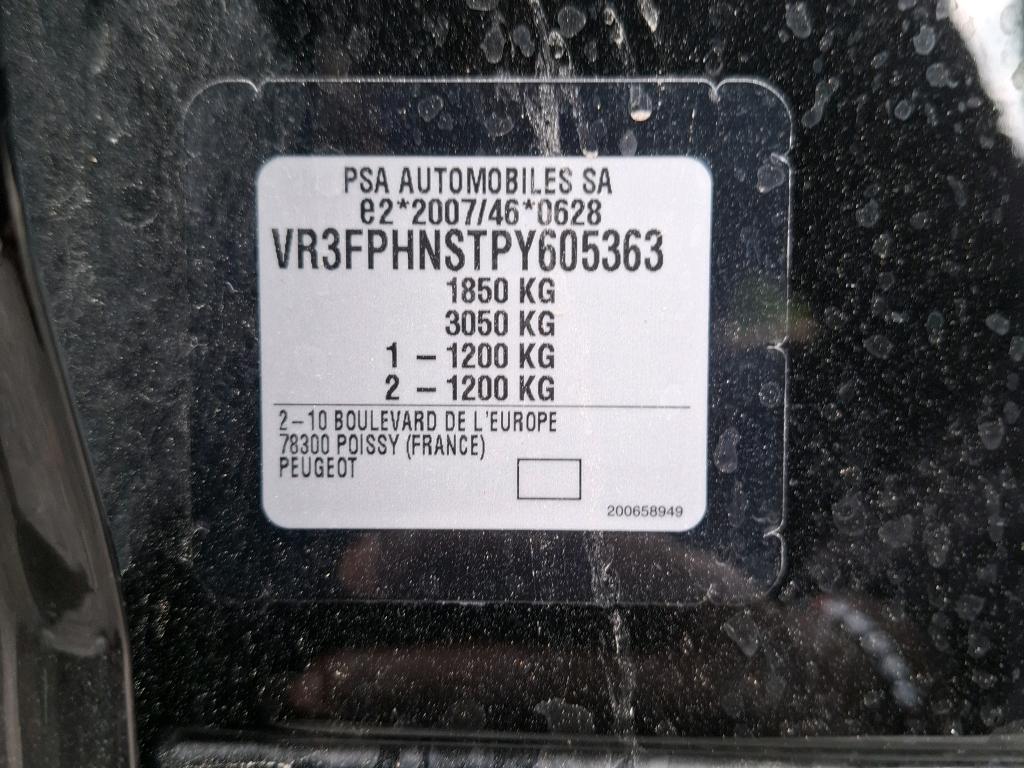 PSA AUTOMOBILES SA
e2*2007/46*0628
VR3FPHNSTPY605363
1850 KG
3050 KG
1 – 1200 KG
2 – 1200 KG
2–10 BOULEVARD DE L'EUROPE
78300 POISSY (FRANCE)
PEUGEOT
200658949